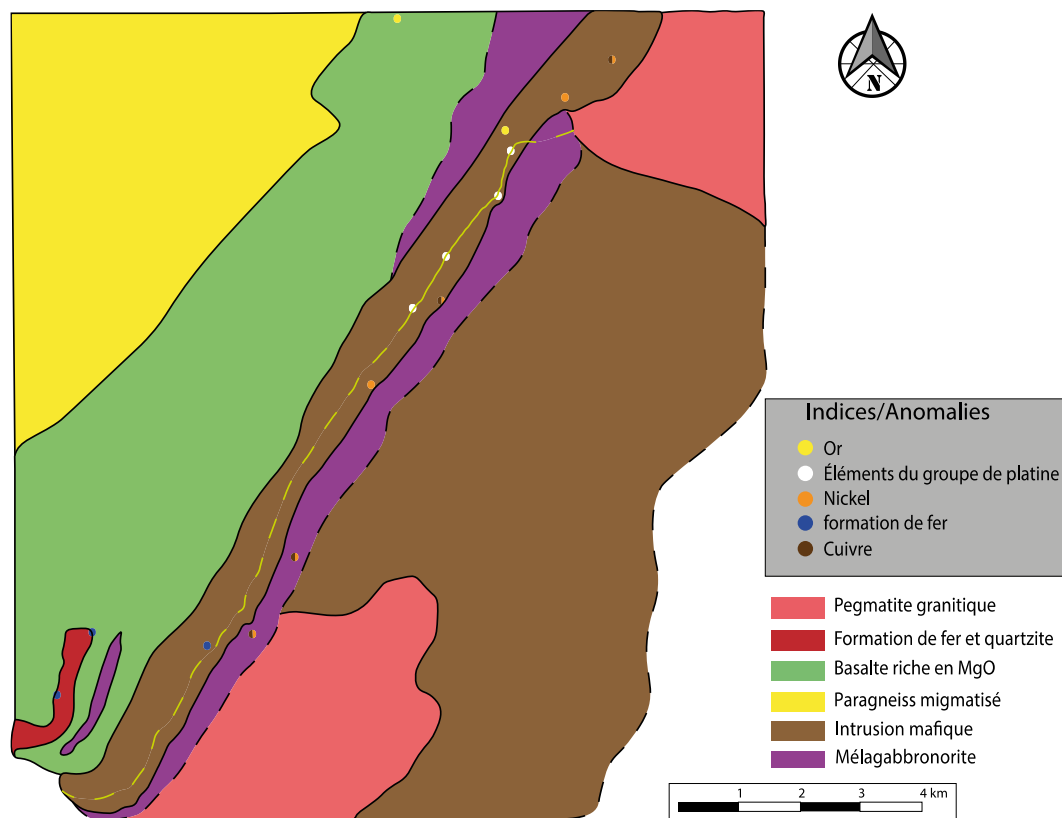 N
Indices/Anomalies
Or
Éléments du groupe de platine
Nickel
formation de fer
Cuivre
Pegmatite granitique
Formation de fer et quartzite
Basalte riche en MgO
Paragneiss migmatisé
Intrusion mafique
Mélagabbronorite
1 2 3 4 km